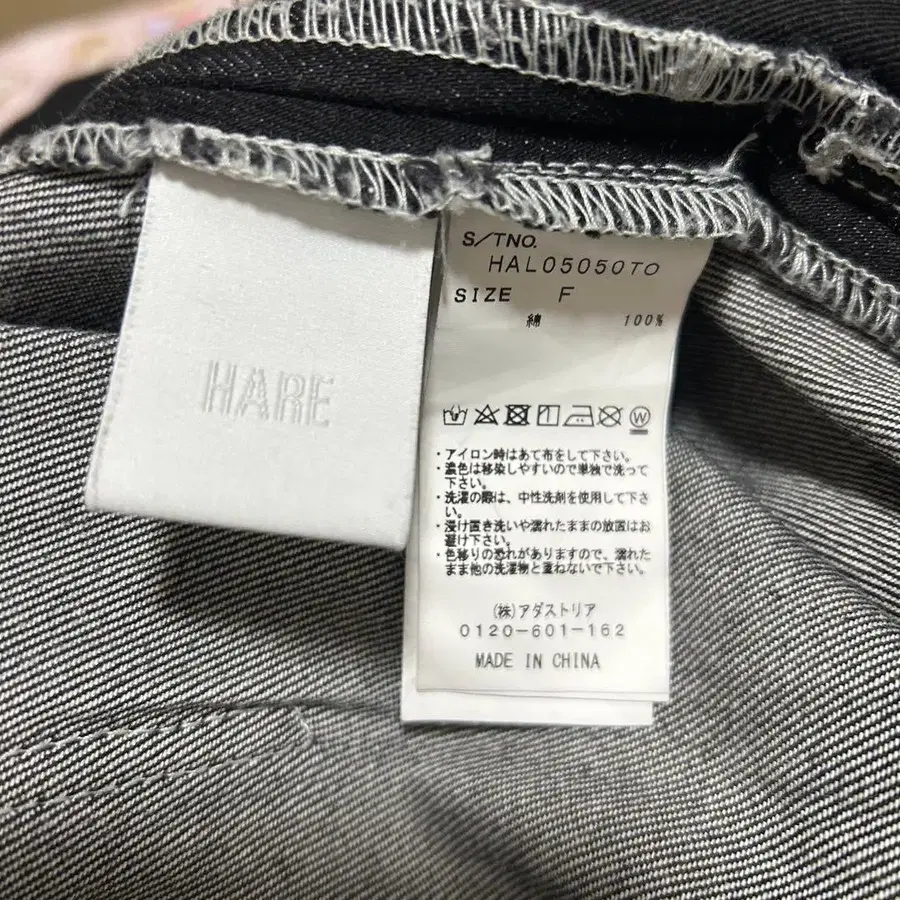 HARE
S/TNO.
HAL05050TO
SIZE F
綿 100%
W
・アイロン時はあて布をして下さい。
・濃色は移染しやすいので単独で洗って
下さい。
・洗濯の際は、中性洗剤を使用して下さ
い。
・浸け置き洗いや濡れたままの放置はお
避け下さい。
・色移りの恐れがありますので、濡れた
まま他の洗濯物と重ねないで下さい。
(株)アダストリア
0120-601-162
MADE IN CHINA